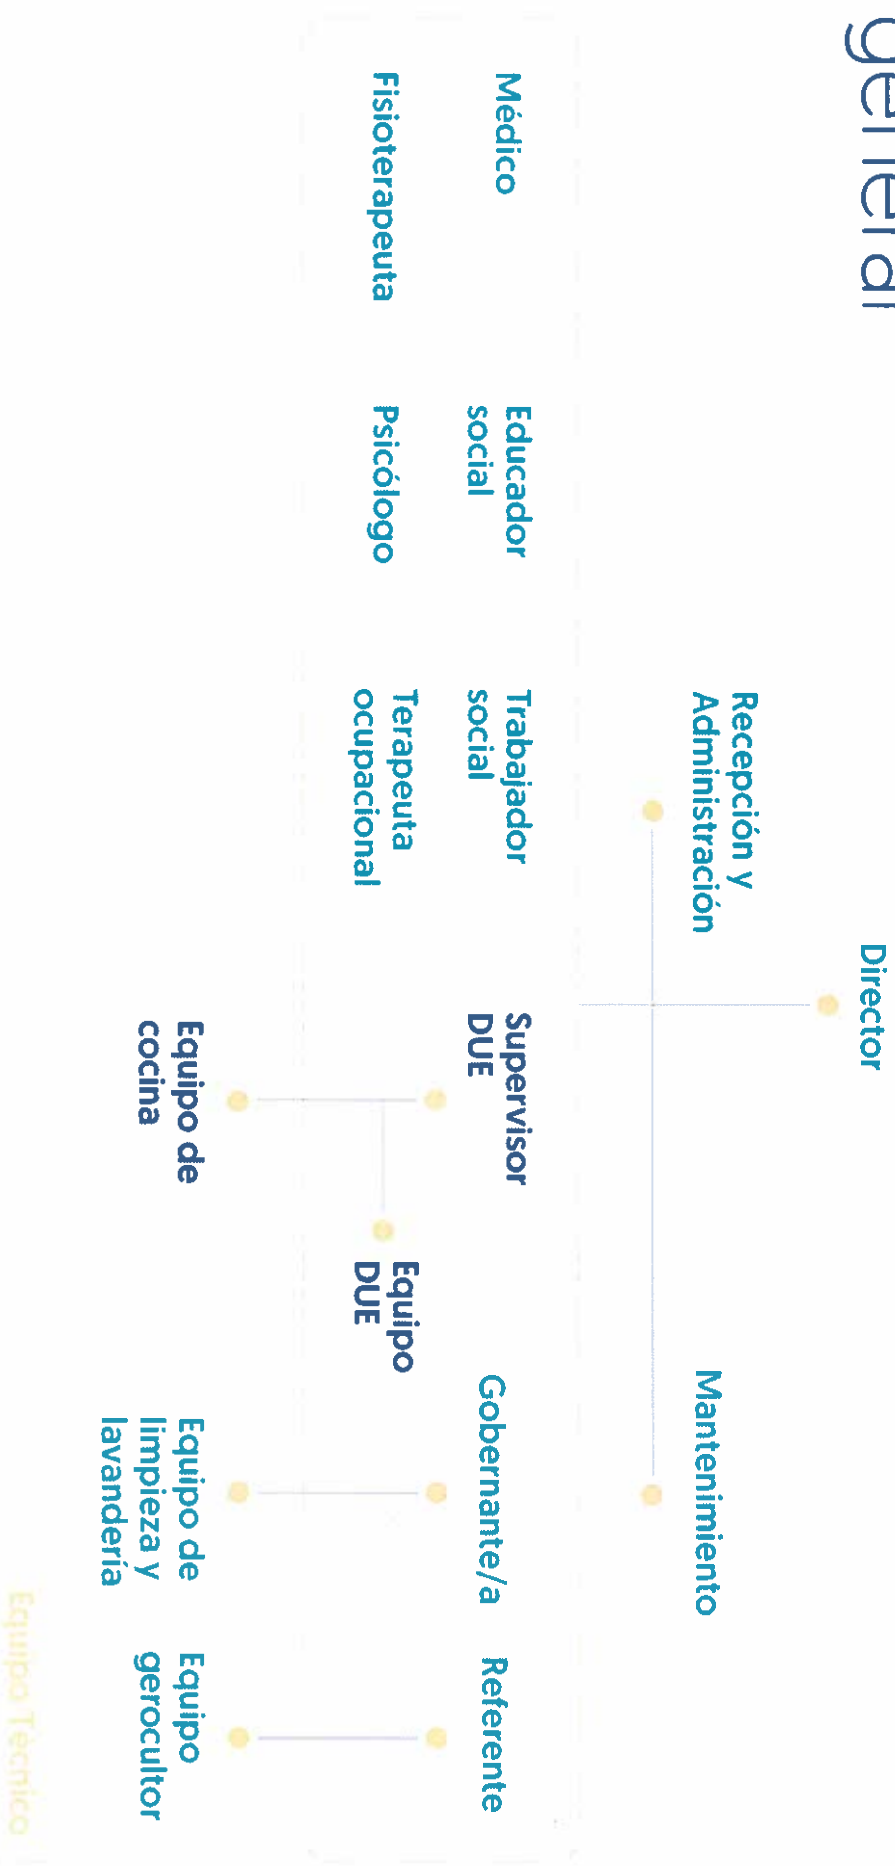 general
Director
Recepción y
Administración
Mantenimiento
Médico
Educador
social
Trabajador
social
Supervisor
DUE
Gobernante/a
Referente
Fisioterapeuta
Psicólogo
Terapeuta
ocupacional
Equipo
DUE
Equipo de
cocina
Equipo de
limpieza y
lavandería
Equipo
gerocultor
Equipo Técnico